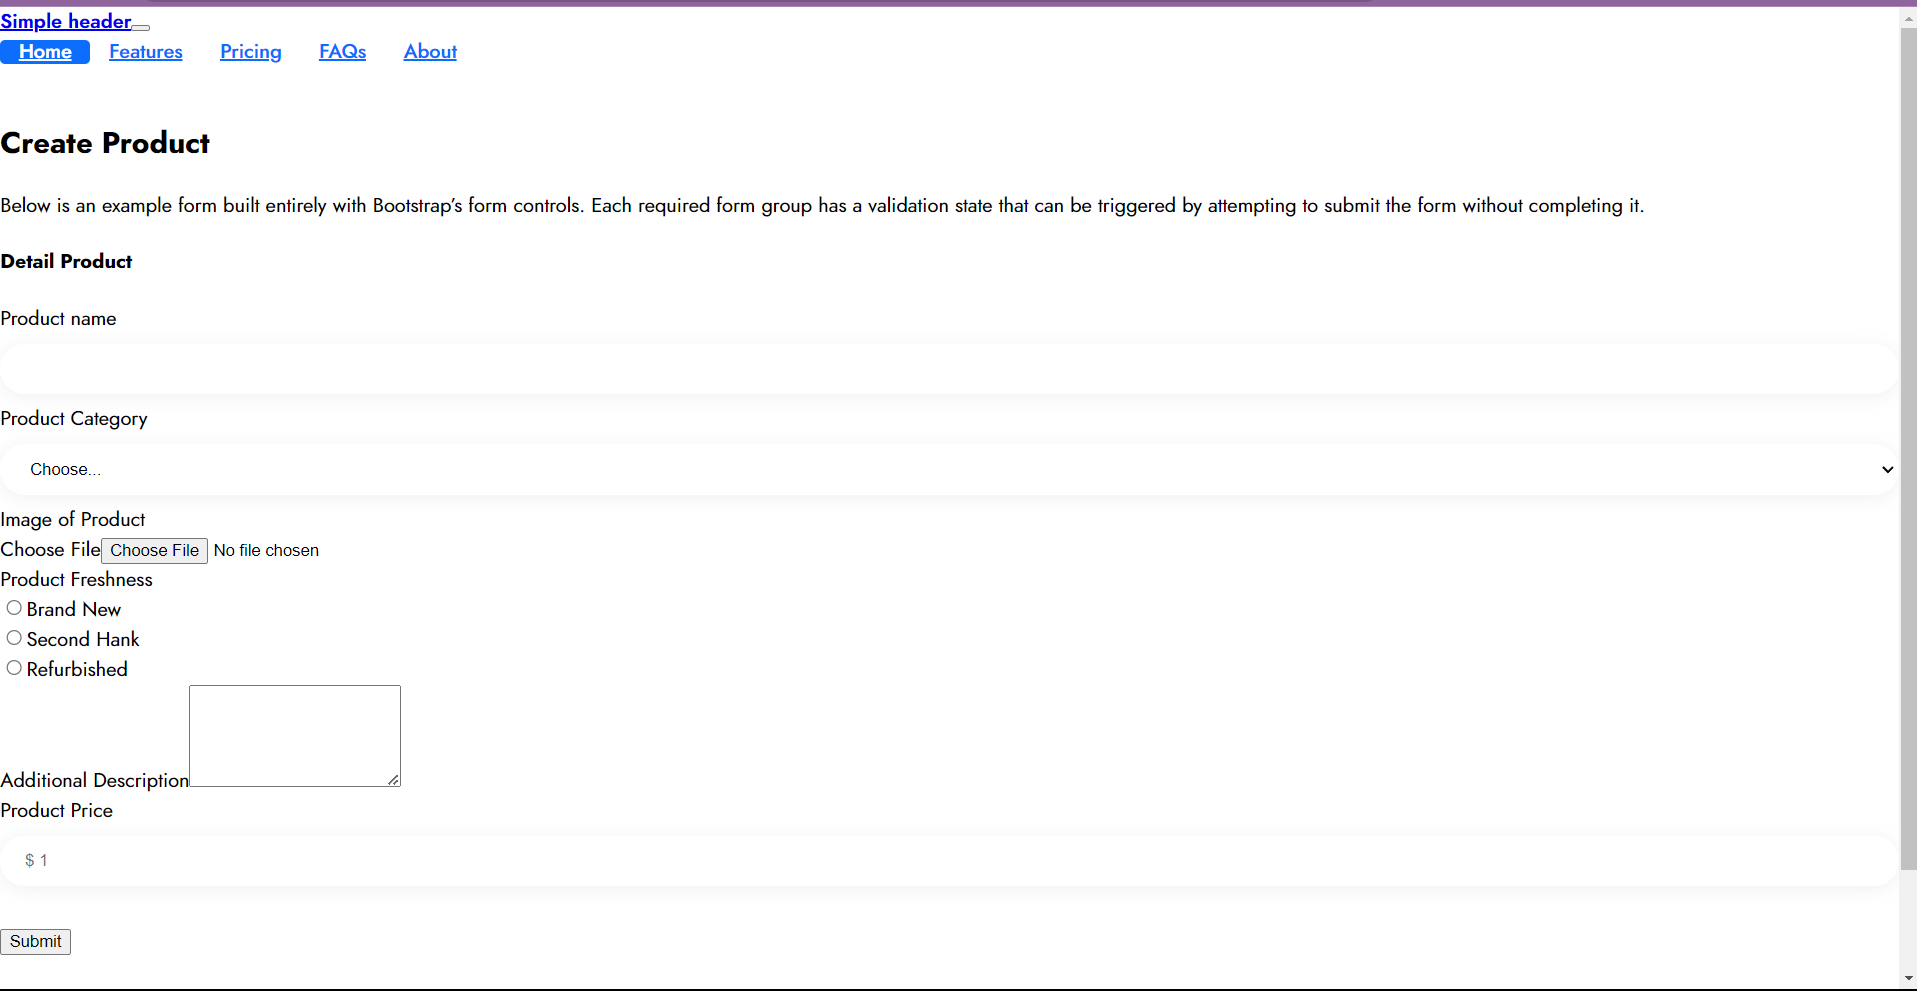 Simple header
Home Features Pricing FAQs About
Create Product
Below is an example form built entirely with Bootstrap’s form controls. Each required form group has a validation state that can be triggered by attempting to submit the form without completing it.
Detail Product
Product name
Product Category
Choose...
Image of Product
Choose File Choose File No file chosen
Product Freshness
Brand New
Second Hank
Refurbished
Additional Description
Product Price
$ 1
Submit